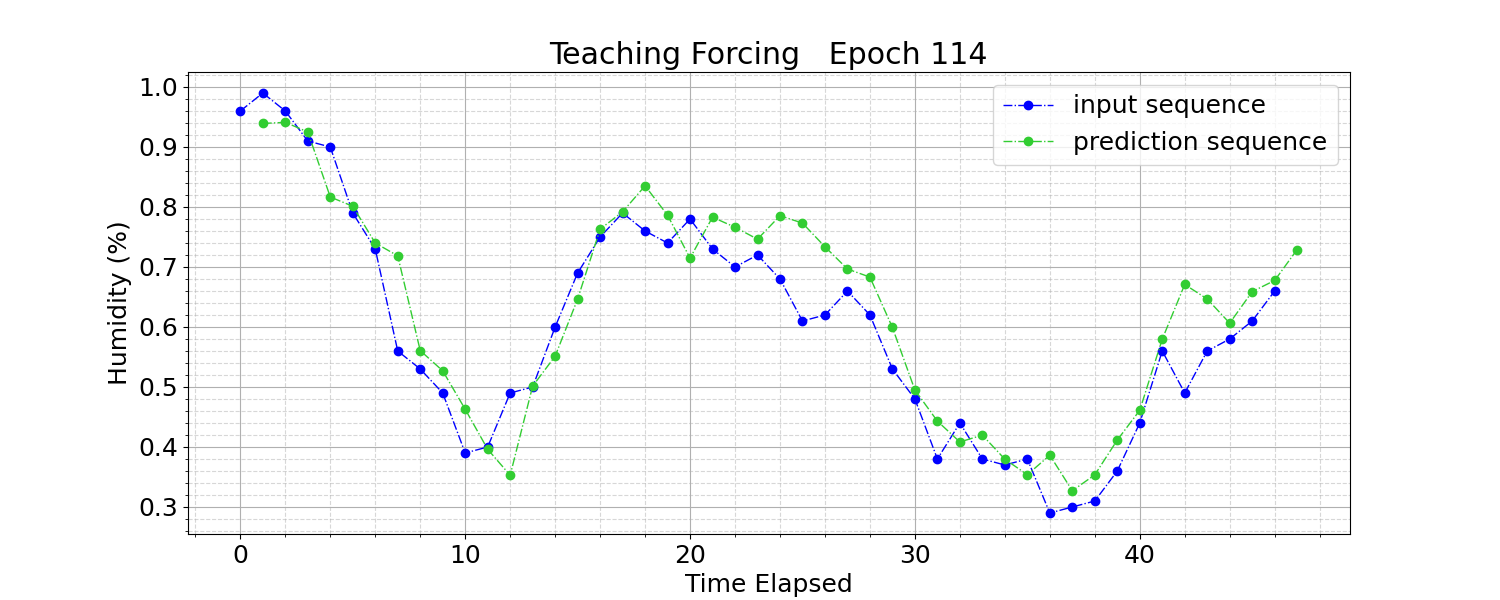 Teaching Forcing   Epoch 114
input sequence
prediction sequence
Humidity (%)
1.0
0.9
0.8
0.7
0.6
0.5
0.4
0.3
0 10 20 30 40
Time Elapsed